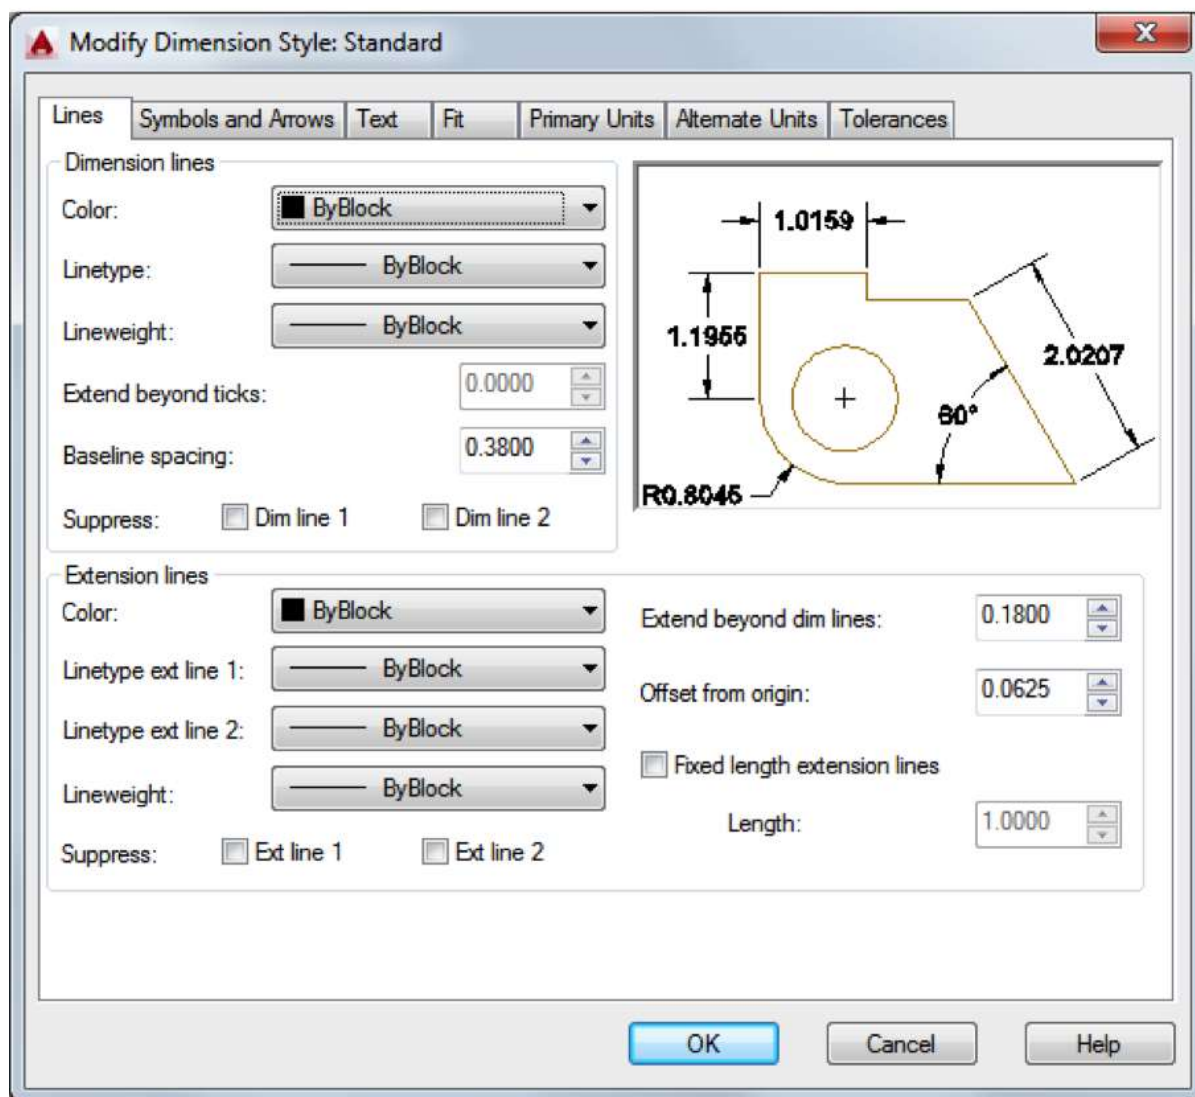 Modify Dimension Style: Standard
Lines Symbols and Arrows Text Fit Primary Units Alternate Units Tolerances
Dimension lines
Color: ByBlock
Linetype: ByBlock
Lineweight: ByBlock
Extend beyond ticks: 0.0000
Baseline spacing: 0.3800
Suppress: Dim line 1 Dim line 2
1.0159
1.1955
2.0207
60°
R0.8045
Extension lines
Color: ByBlock
Linetype ext line 1: ByBlock
Linetype ext line 2: ByBlock
Lineweight: ByBlock
Suppress: Ext line 1 Ext line 2
Extend beyond dim lines: 0.1800
Offset from origin: 0.0625
Fixed length extension lines
Length: 1.0000
OK Cancel Help